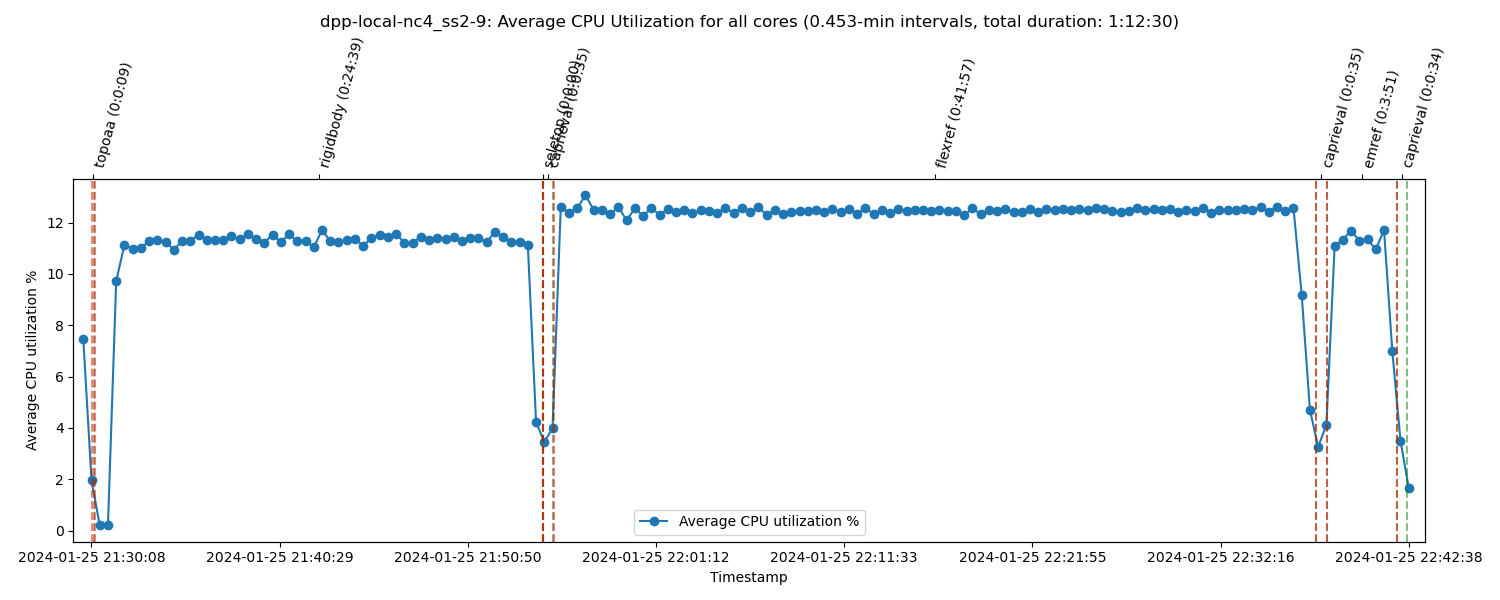 dpp-local-nc4_ss2-9: Average CPU Utilization for all cores (0.453-min intervals, total duration: 1:12:30)
topoaa (0:0:09)
rigidbody (0:24:39)
seletop (0:0:00)
caprieval (0:0:35)
flexref (0:41:57)
caprieval (0:0:35)
emref (0:3:51)
caprieval (0:0:34)
Average CPU utilization %
12
10
8
6
4
2
0
Average CPU utilization %
2024-01-25 21:30:08
2024-01-25 21:40:29
2024-01-25 21:50:50
2024-01-25 22:01:12
2024-01-25 22:11:33
2024-01-25 22:21:55
2024-01-25 22:32:16
2024-01-25 22:42:38
Timestamp